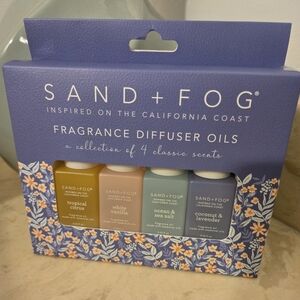 SAND + FOG®
INSPIRED ON THE CALIFORNIA COAST
FRAGRANCE DIFFUSER OILS
a collection of 4 classic scents
SAND+FOG
tropical
citrus
SAND+FOG
white
vanilla
SAND+FOG
ocean &
sea salt
SAND+FOG
coconut &
lavender